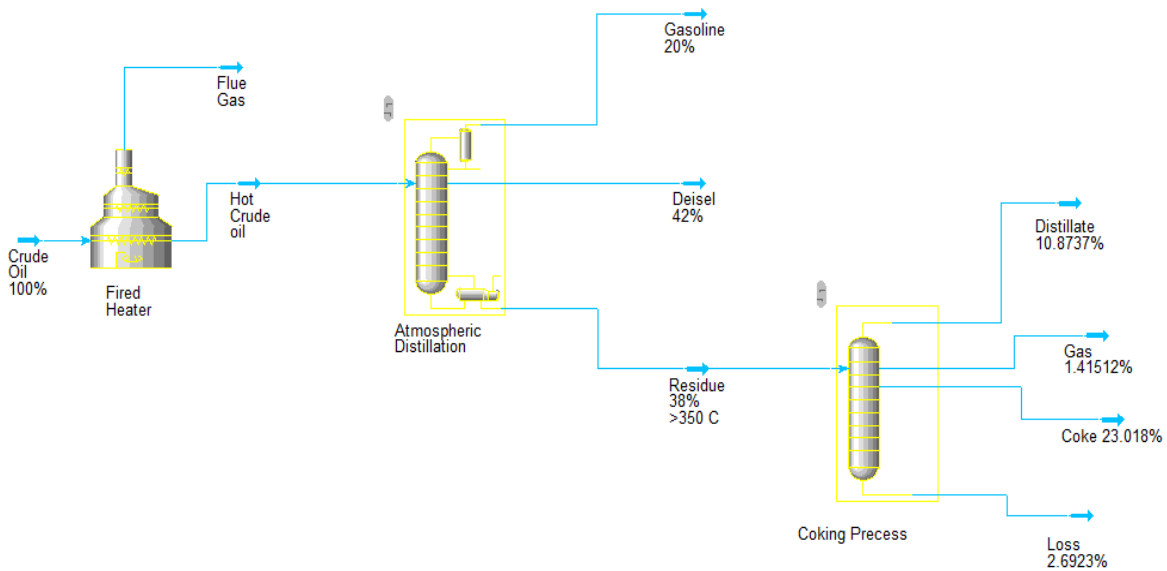 Gasoline
20%
Flue
Gas
Hot
Crude
oil
Deisel
42%
Crude
Oil
100%
Fired
Heater
Atmospheric
Distillation
Residue
38%
>350 C
Distillate
10.8737%
Gas
1.41512%
Coke 23.018%
Coking Precess
Loss
2.6923%